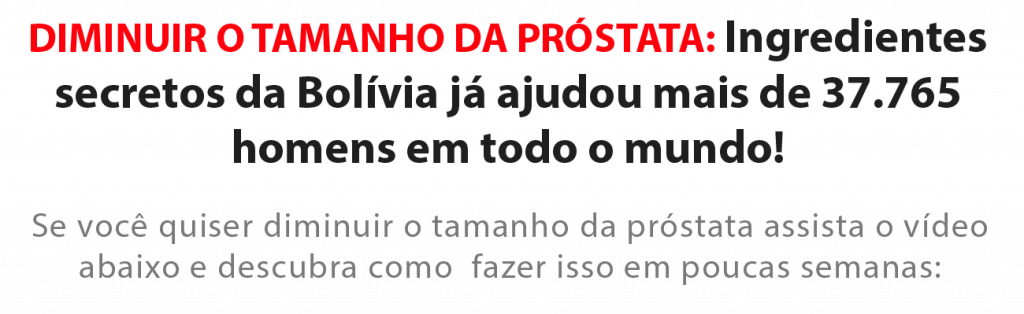 DIMINUIR O TAMANHO DA PRÓSTATA: Ingredientes
secretos da Bolívia já ajudou mais de 37.765
homens em todo o mundo!
Se você quiser diminuir o tamanho da próstata assista o vídeo
abaixo e descubra como  fazer isso em poucas semanas: